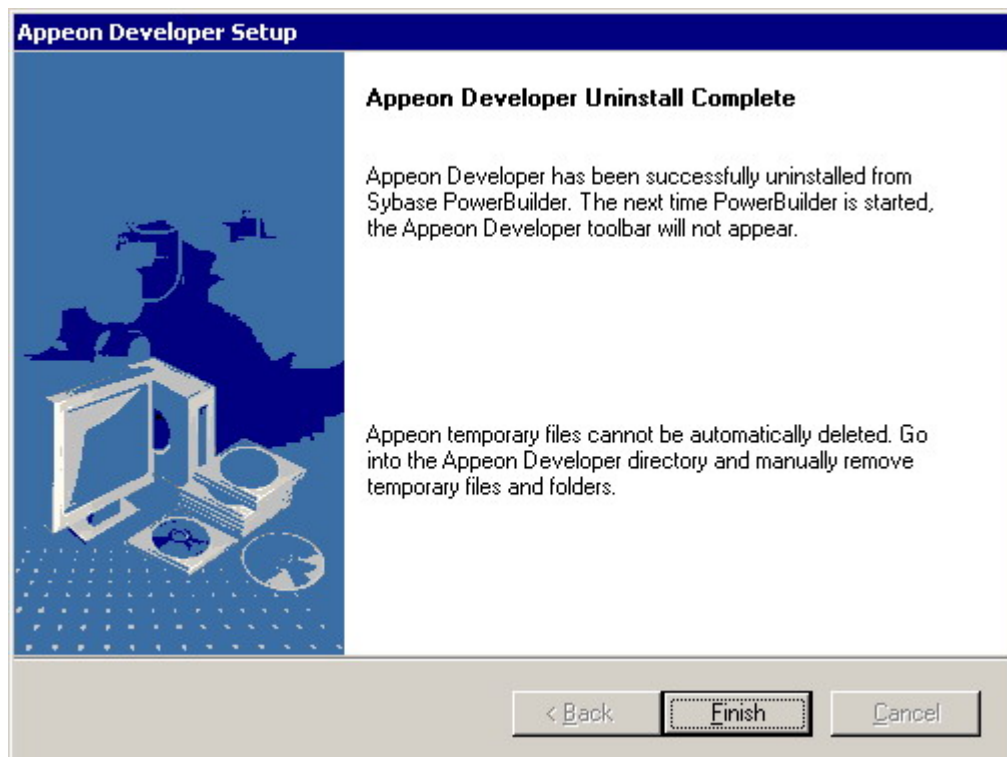 Appeon Developer Setup
Appeon Developer Uninstall Complete
Appeon Developer has been successfully uninstalled from
Sybase PowerBuilder. The next time PowerBuilder is started,
the Appeon Developer toolbar will not appear.
Appeon temporary files cannot be automatically deleted. Go
into the Appeon Developer directory and manually remove
temporary files and folders.
< Back Finish Cancel